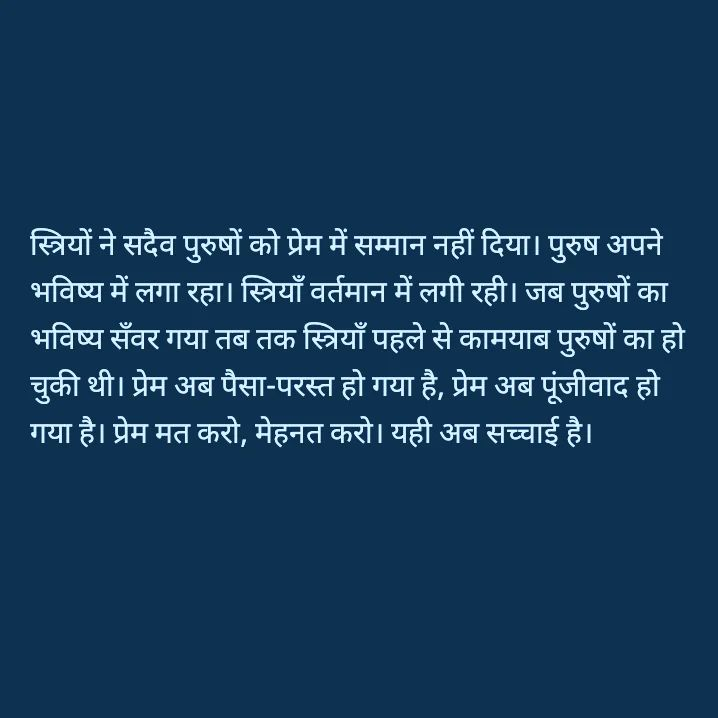 स्त्रियों ने सदैव पुरुषों को प्रेम में सम्मान नहीं दिया। पुरुष अपने
भविष्य में लगा रहा। स्त्रियाँ वर्तमान में लगी रही। जब पुरुषों का
भविष्य सँवर गया तब तक स्त्रियाँ पहले से कामयाब पुरुषों का हो
चुकी थी। प्रेम अब पैसा-परस्त हो गया है, प्रेम अब पूंजीवाद हो
गया है। प्रेम मत करो, मेहनत करो। यही अब सच्चाई है।